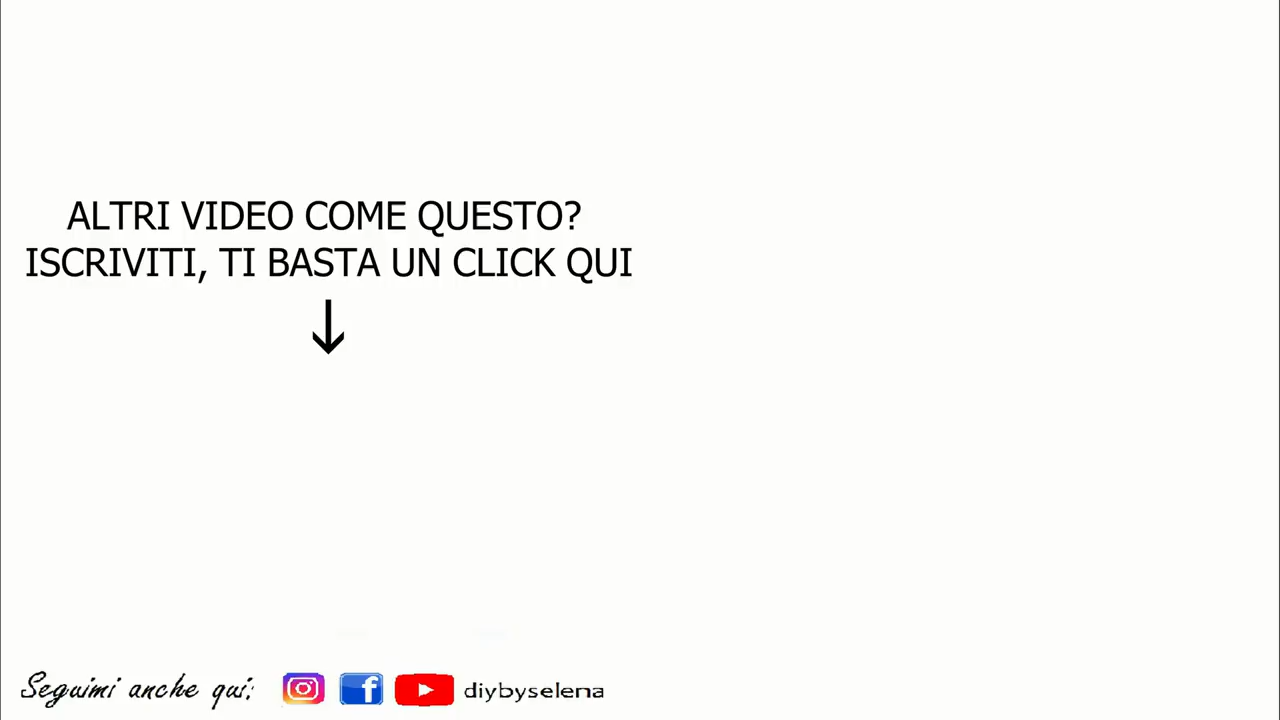 ALTRI VIDEO COME QUESTO?
ISCRIVITI, TI BASTA UN CLICK QUI
Seguimi anche qui: diybyselena